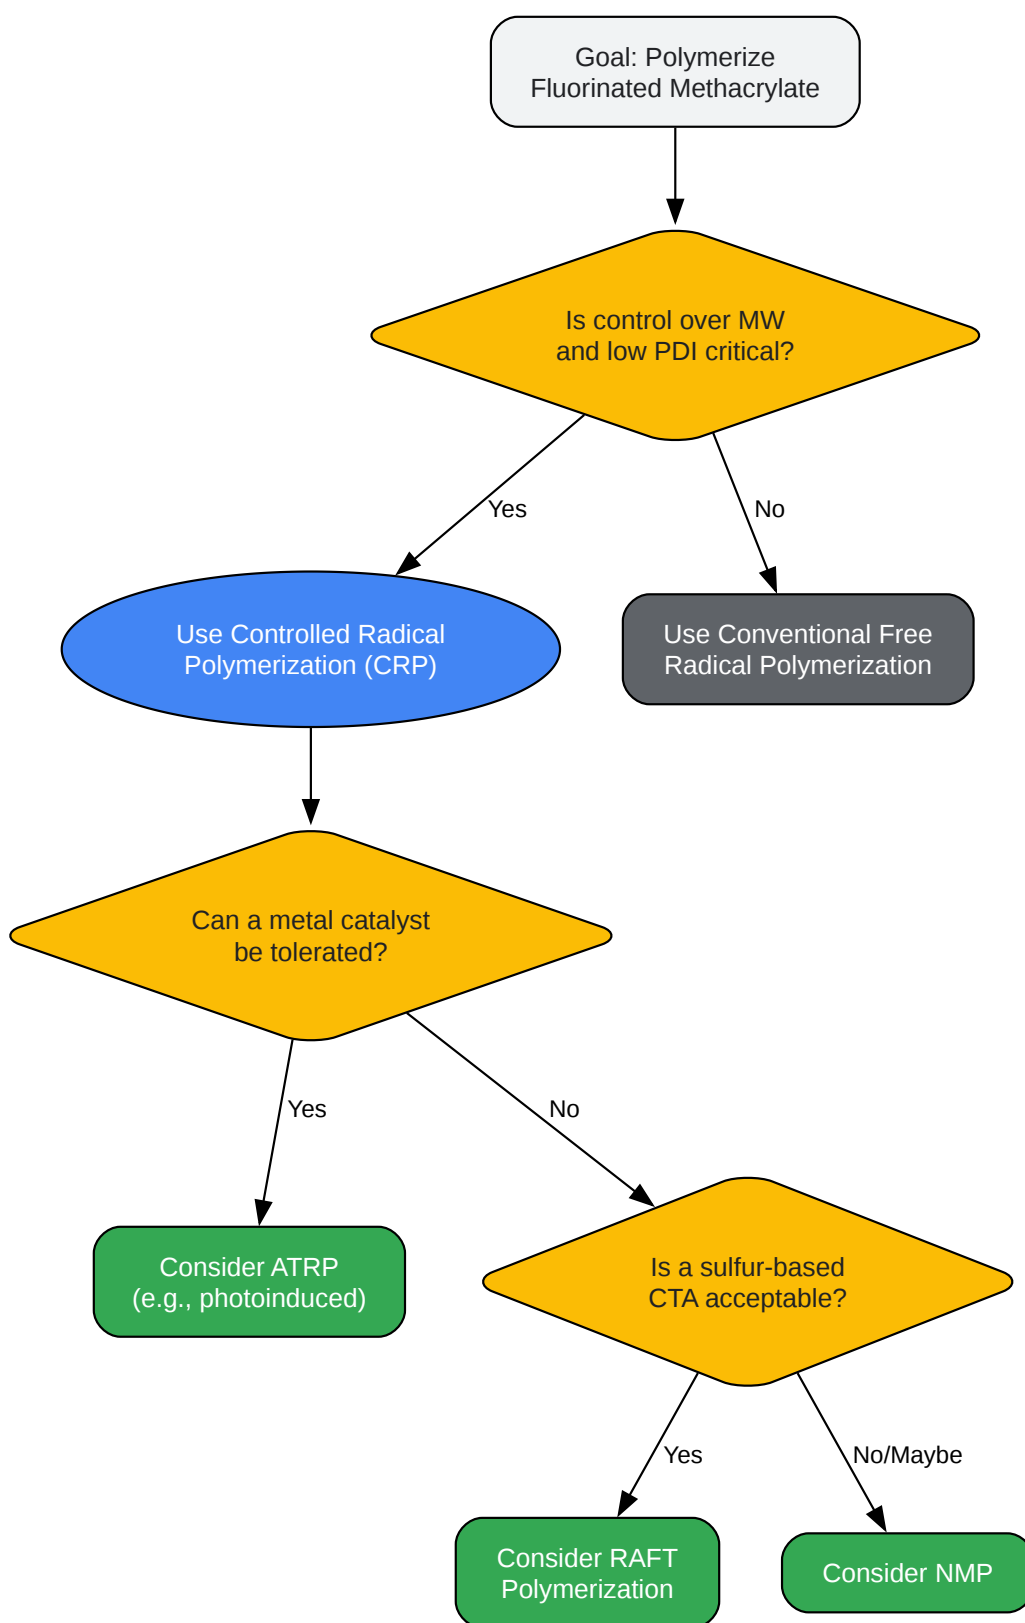 Goal: Polymerize
Fluorinated Methacrylate
Is control over MW
and low PDI critical?
Yes
No
Use Controlled Radical
Polymerization (CRP)
Use Conventional Free
Radical Polymerization
Can a metal catalyst
be tolerated?
Yes
No
Consider ATRP
(e.g., photoinduced)
Is a sulfur-based
CTA acceptable?
Yes
No/Maybe
Consider RAFT
Polymerization
Consider NMP